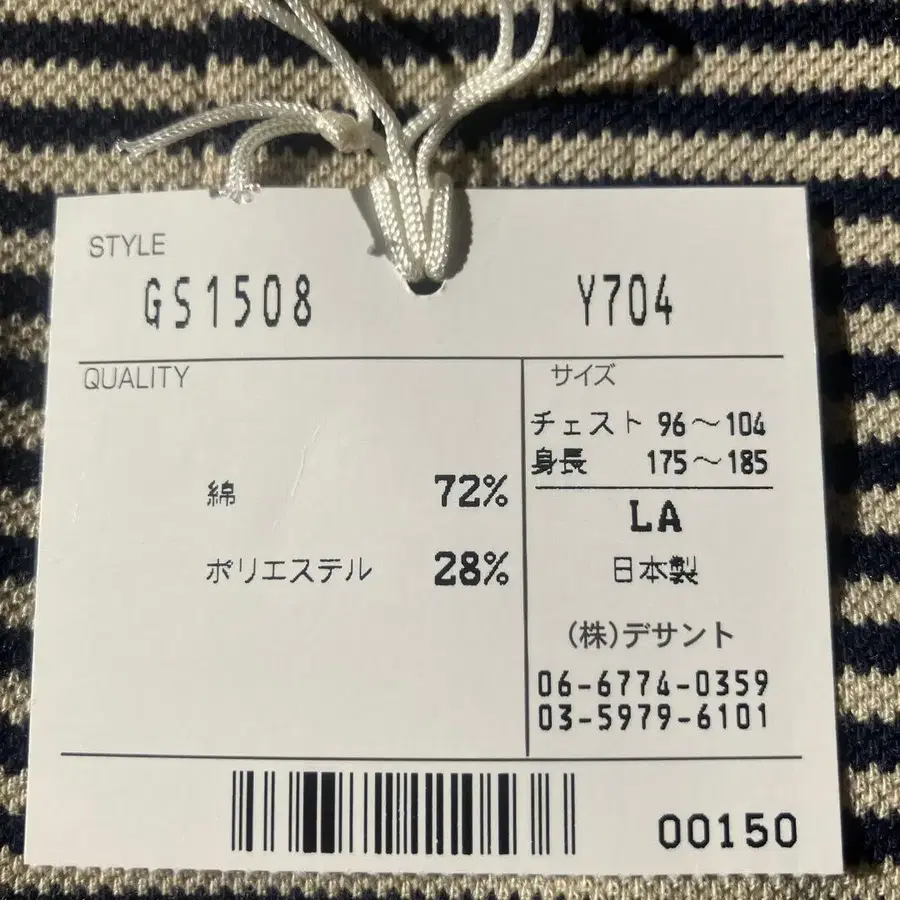 STYLE
GS1508 Y704
QUALITY
綿 72%
ポリエステル 28%
サイズ
チェスト 96～104
身長 175～185
LA
日本製
(株)デサント
06-6774-0359
03-5979-6101
00150